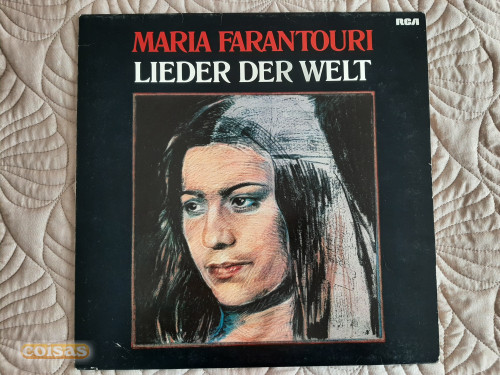 MARIA FARANTOURI
RCA
LIEDER DER WELT
coisas